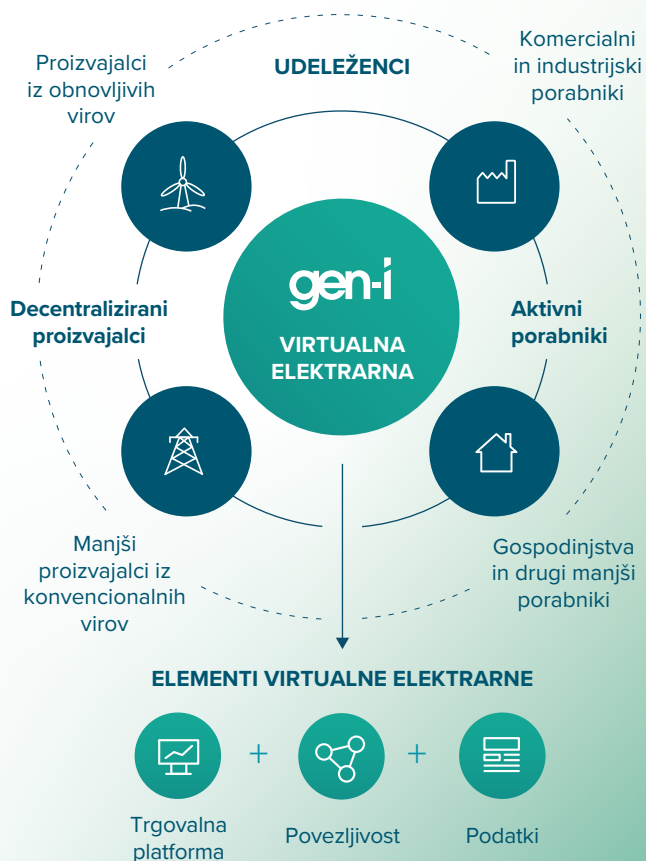 UDELEŽENCI
Proizvajalci
iz obnovljivih
virov
Komercialni
in industrijski
porabniki
gen-i
VIRTUALNA
ELEKTRARNA
Decentralizirani
proizvajalci
Aktivni
porabniki
Manjši
proizvajalci iz
konvencionalnih
virov
Gospodinjstva
in drugi manjši
porabniki
ELEMENTI VIRTUALNE ELEKTRARNE
+
+
Trgovalna
platforma
Povezljivost
Podatki